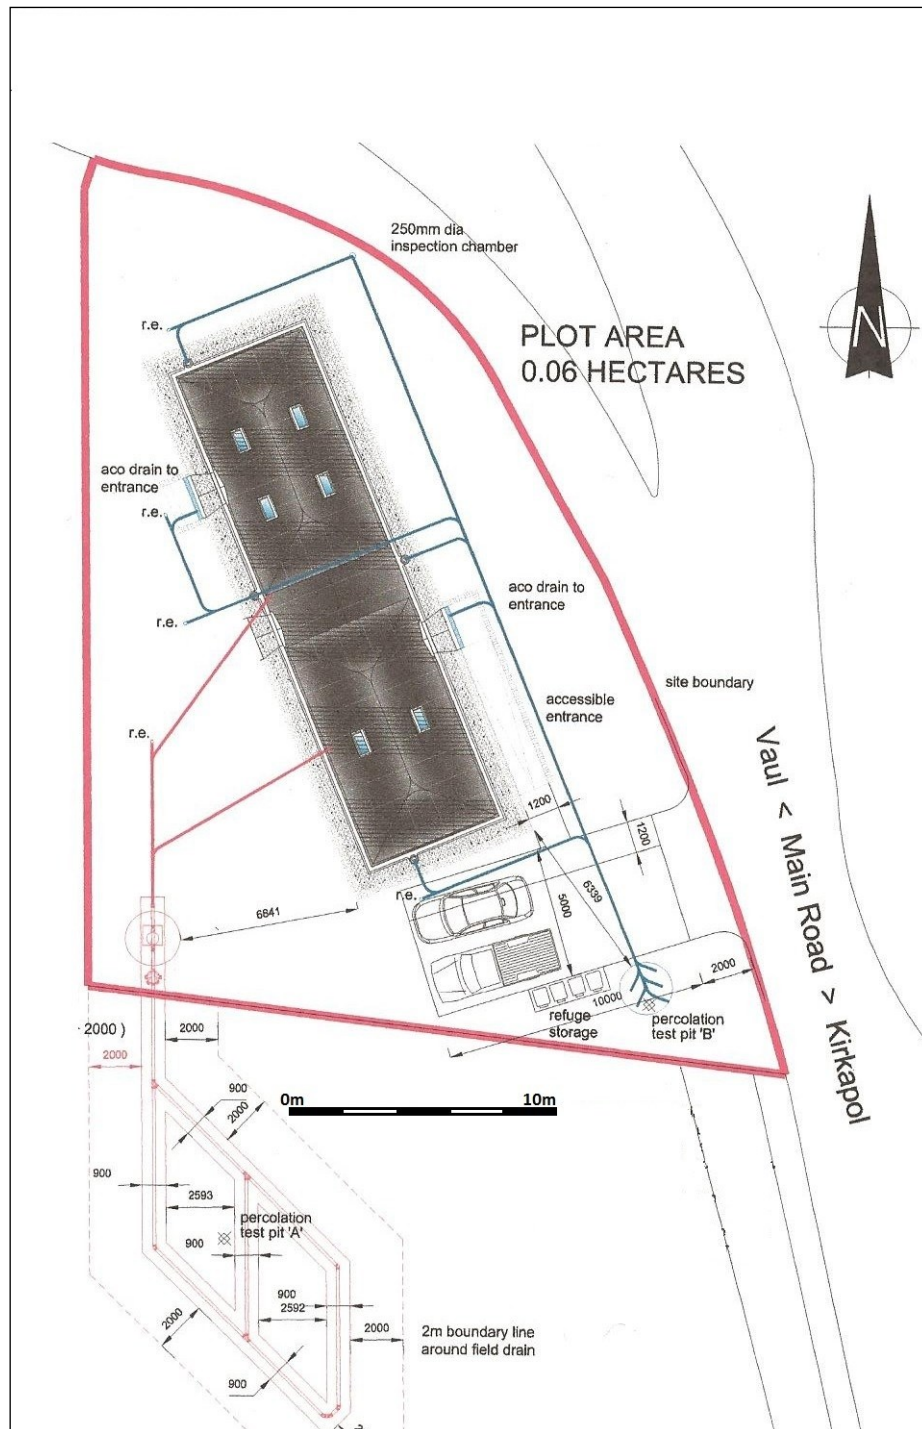 250mm dia
inspection chamber
r.e.
PLOT AREA
0.06 HECTARES
N
aco drain to
entrance
r.e.
aco drain to
entrance
r.e.
site boundary
accessible
entrance
r.e.
Vaul < Main Road > Kirkapol
1200
1200
6339
5000
r.e.
6841
2000
10000
refuge
storage
percolation
test pit 'B'
2000 )
2000
2000
0m
10m
900
2000
900
2593
percolation
test pit 'A'
900
900
2592
2000
2000
2m boundary line
around field drain
900